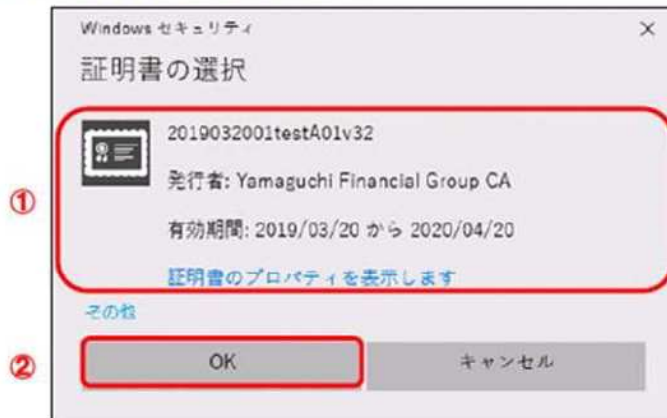 Windows セキュリティ
証明書の選択
2019032001testA01v32
発行者: Yamaguchi Financial Group CA
①
有効期間: 2019/03/20 から 2020/04/20
証明書のプロパティを表示します
その他
②
OK
キャンセル